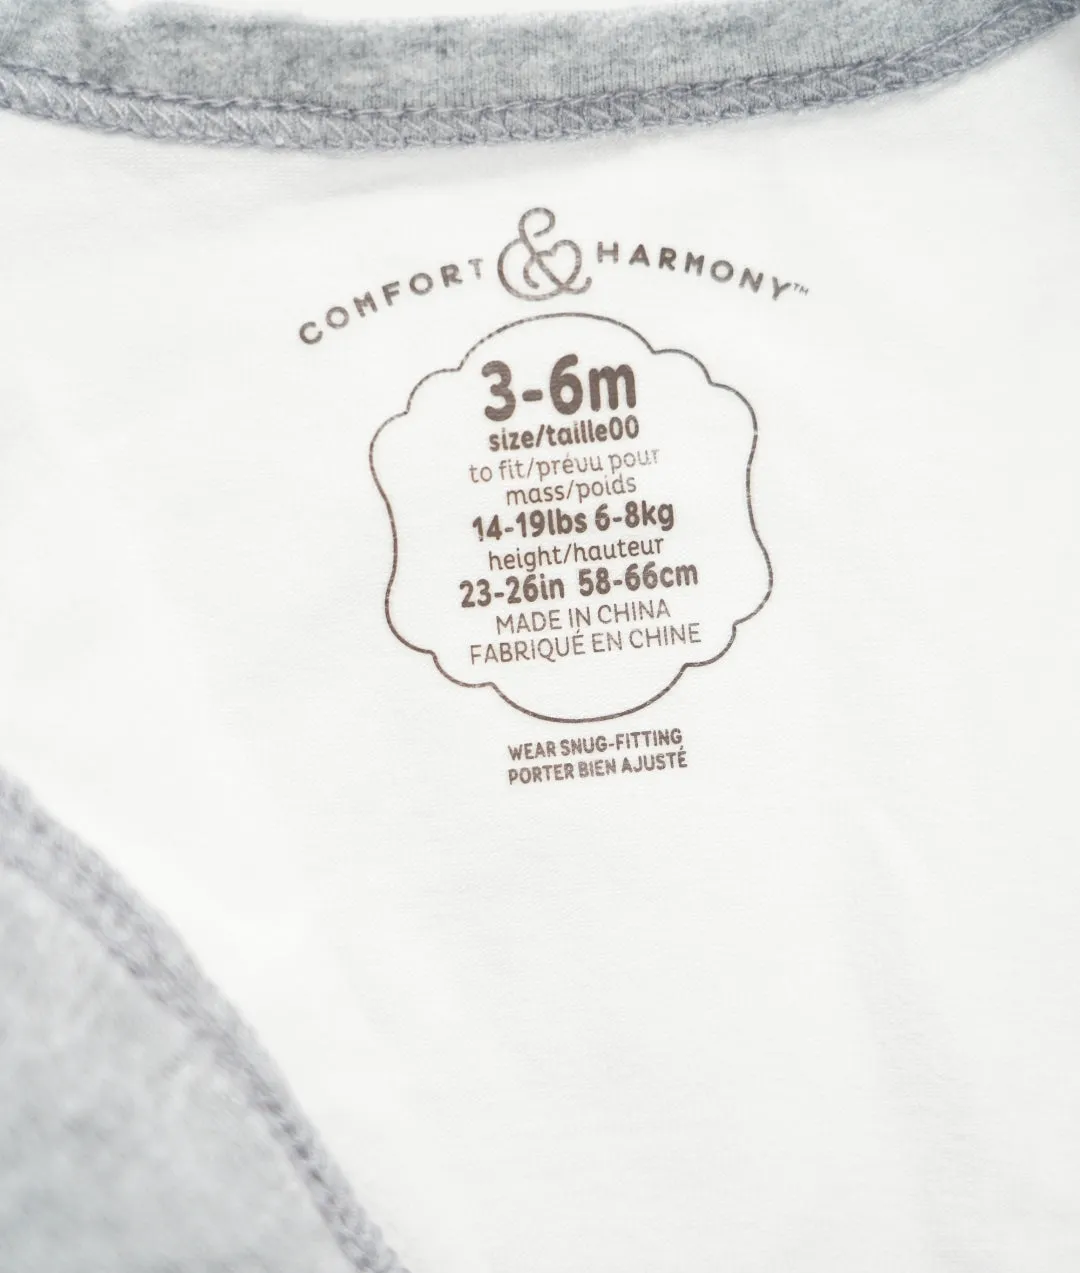 COMFORT & HARMONY™
3-6m
size/taille00
to fit/prévu pour
mass/poids
14-19lbs 6-8kg
height/hauteur
23-26in 58-66cm
MADE IN CHINA
FABRIQUÉ EN CHINE
WEAR SNUG-FITTING
PORTER BIEN AJUSTÉ